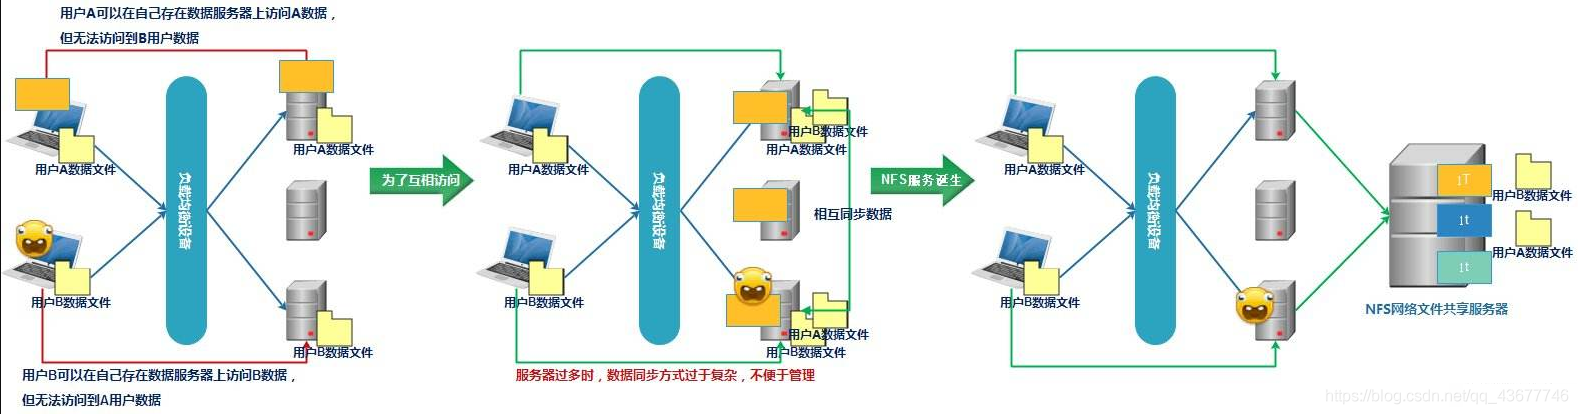 用户A可以在自己存在数据服务器上访问A数据，
但无法访问到B用户数据
用户A数据文件
用户A数据文件
负载均衡设备
用户B数据文件
用户B数据文件
用户B可以在自己存在数据服务器上访问B数据，
但无法访问到A用户数据
为了互相访问
用户A数据文件
用户B数据文件
用户A数据文件
负载均衡设备
相互同步数据
用户B数据文件
用户A数据文件
用户B数据文件
服务器过多时，数据同步方式过于复杂，不便于管理
NFS服务诞生
用户A数据文件
负载均衡设备
用户B数据文件
1T
1t
1t
用户B数据文件
用户A数据文件
NFS网络文件共享服务器
https://blog.csdn.net/qq_43677746